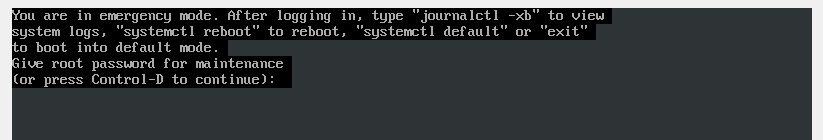 You are in emergency mode. After logging in, type "journalctl -xb" to view
system logs, "systemctl reboot" to reboot, "systemctl default" or "exit"
to boot into default mode.
Give root password for maintenance
(or press Control-D to continue):